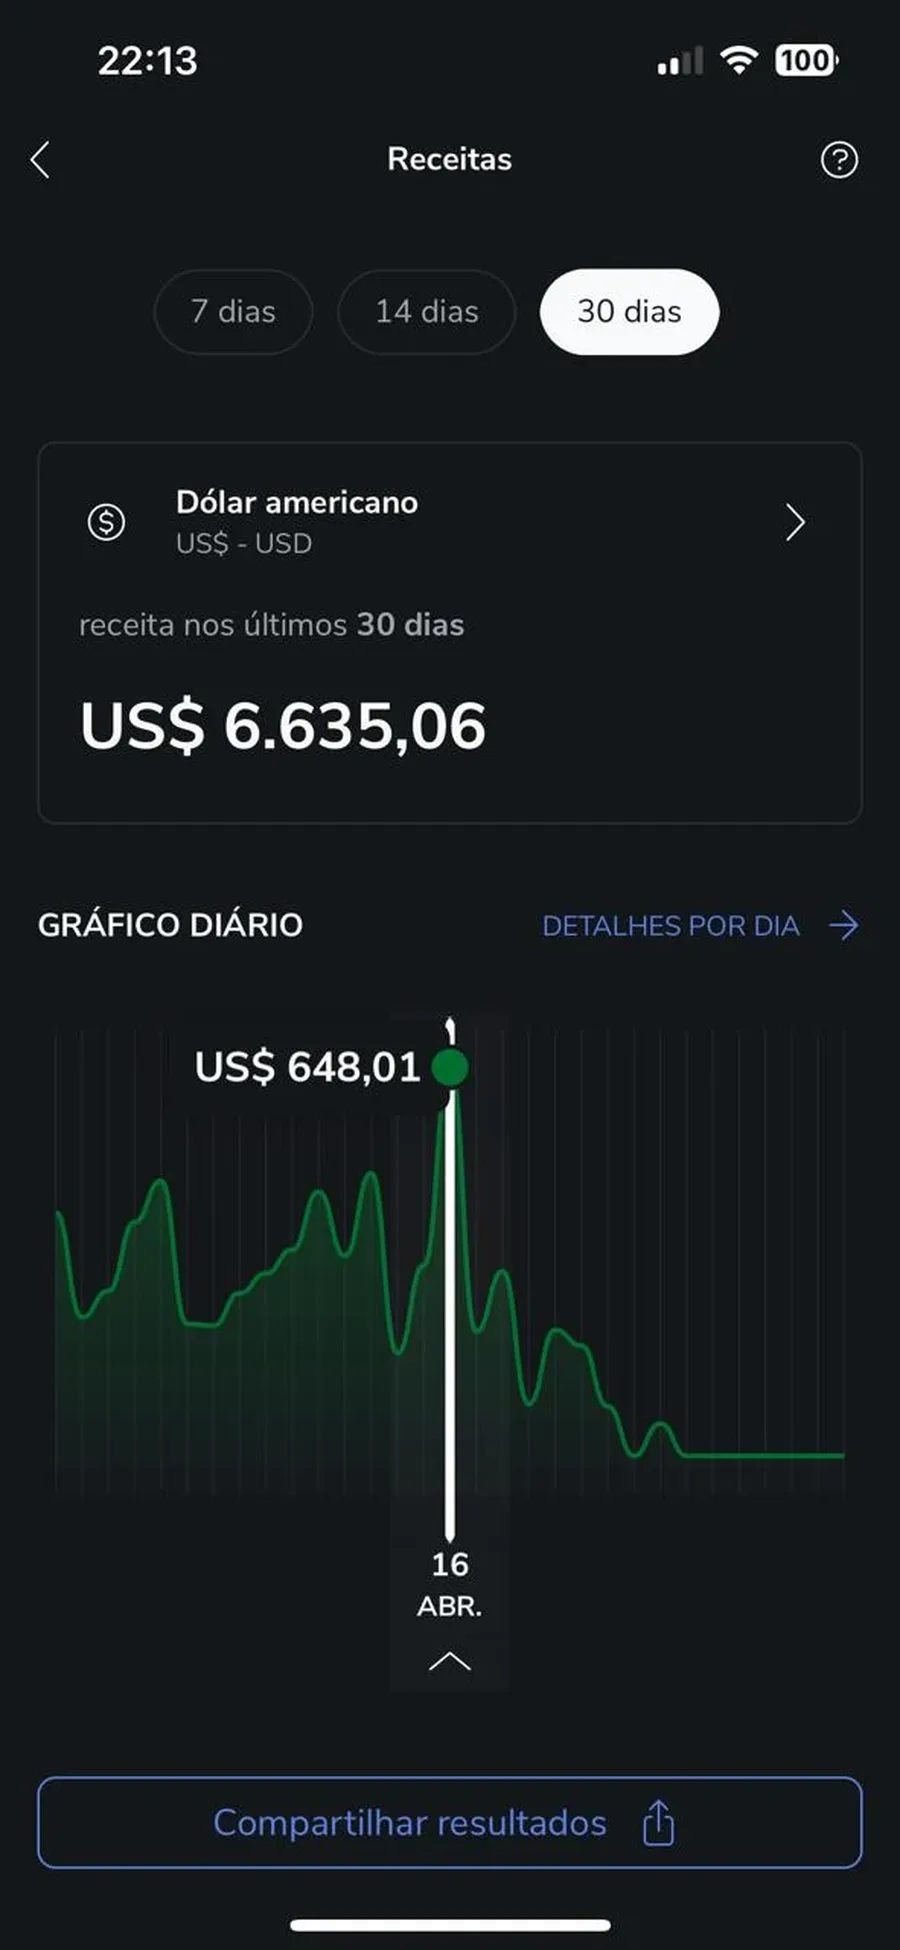 22:13
100
Receitas
7 dias
14 dias
30 dias
Dólar americano
US$ - USD
receita nos últimos 30 dias
US$ 6.635,06
GRÁFICO DIÁRIO
DETALHES POR DIA
US$ 648,01
16
ABR.
Compartilhar resultados